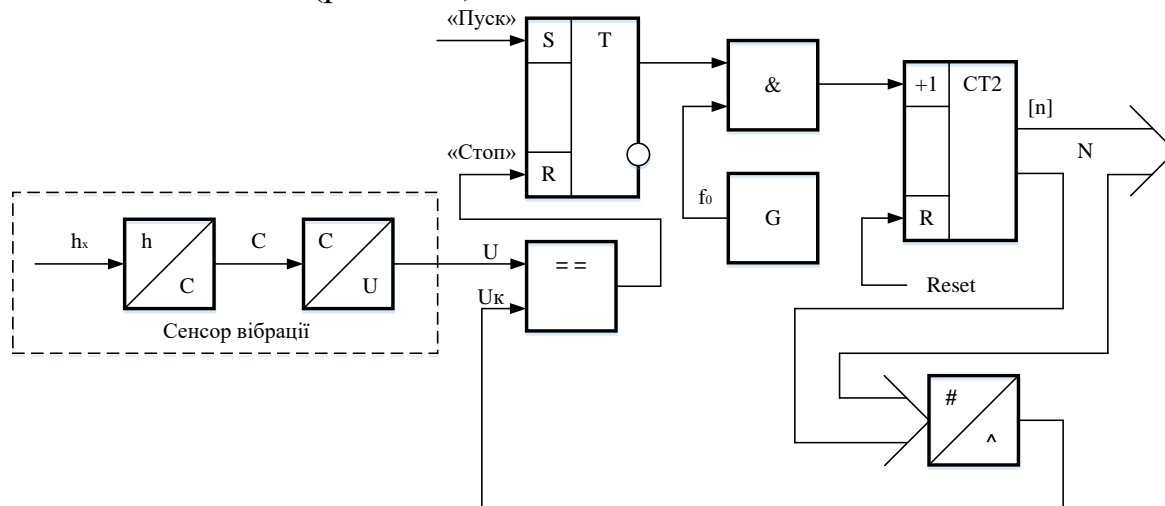 «Пуск»
S
T
&
+1
CT2
[n]
N
«Стоп»
R
f₀
G
R
Reset
hₓ
h
C
C
C
U
U
= =
Uк
Сенсор вібрації
#
^